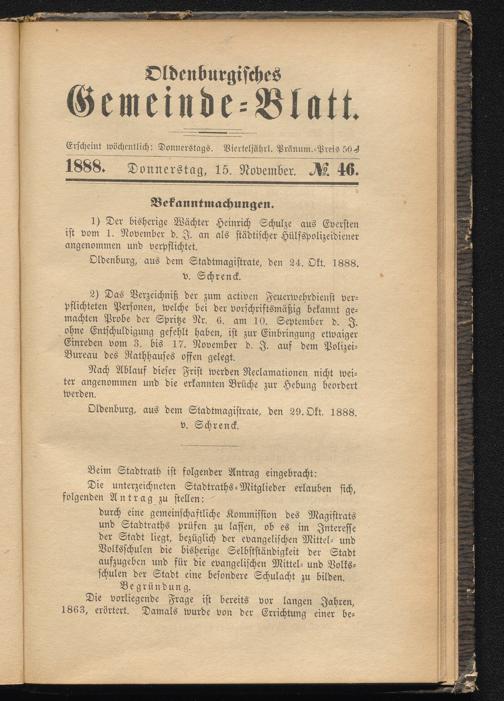 Oldenburgisches
Gemeinde-Blatt.
Erscheint wöchentlich: Donnerstags. Vierteljährl. Pränum.-Preis 50 ₰
1888. Donnerstag, 15. November. № 46.
Bekanntmachungen.
1) Der bisherige Wächter Heinrich Schulze aus Eversten
ist vom 1. November d. J. an als städtischer Hülfspolizeidiener
angenommen und verpflichtet.
Oldenburg, aus dem Stadtmagistrate, den 24. Okt. 1888.
v. Schrenck.
2) Das Verzeichniß der zum activen Feuerwehrdienst ver-
pflichteten Personen, welche bei der vorschriftsmäßig bekannt ge-
machten Probe der Spritze Nr. 6. am 10. September d. J.
ohne Entschuldigung gefehlt haben, ist zur Einbringung etwaiger
Einreden vom 3. bis 17. November d. J. auf dem Polizei-
Bureau des Rathhauses offen gelegt.
Nach Ablauf dieser Frist werden Reclamationen nicht wei-
ter angenommen und die erkannten Brüche zur Hebung beordert
werden.
Oldenburg, aus dem Stadtmagistrate, den 29. Okt. 1888.
v. Schrenck.
Beim Stadtrath ist folgender Antrag eingebracht:
Die unterzeichneten Stadtraths-Mitglieder erlauben sich,
folgenden Antrag zu stellen:
durch eine gemeinschaftliche Kommission des Magistrats
und Stadtraths prüfen zu lassen, ob es im Interesse
der Stadt liegt, bezüglich der evangelischen Mittel- und
Volksschulen die bisherige Selbstständigkeit der Stadt
aufzugeben und für die evangelischen Mittel- und Volks-
schulen der Stadt eine besondere Schulacht zu bilden.
Begründung.
Die vorliegende Frage ist bereits vor langen Jahren,
1863, erörtert. Damals wurde von der Errichtung einer be-